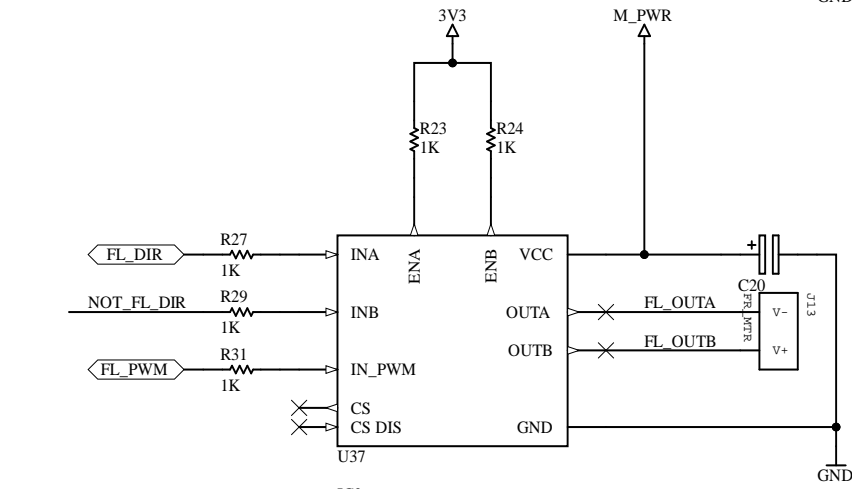 GND
3V3
M_PWR
R23
1K
R24
1K
R27
FL_DIR
1K
INA
ENA
ENB
VCC
NOT_FL_DIR
R29
1K
INB
OUTA
FL_OUTA
C20
+
FR_MTR
J13
V-
R31
FL_PWM
1K
IN_PWM
OUTB
FL_OUTB
V+
CS
CS DIS
GND
U37
GND